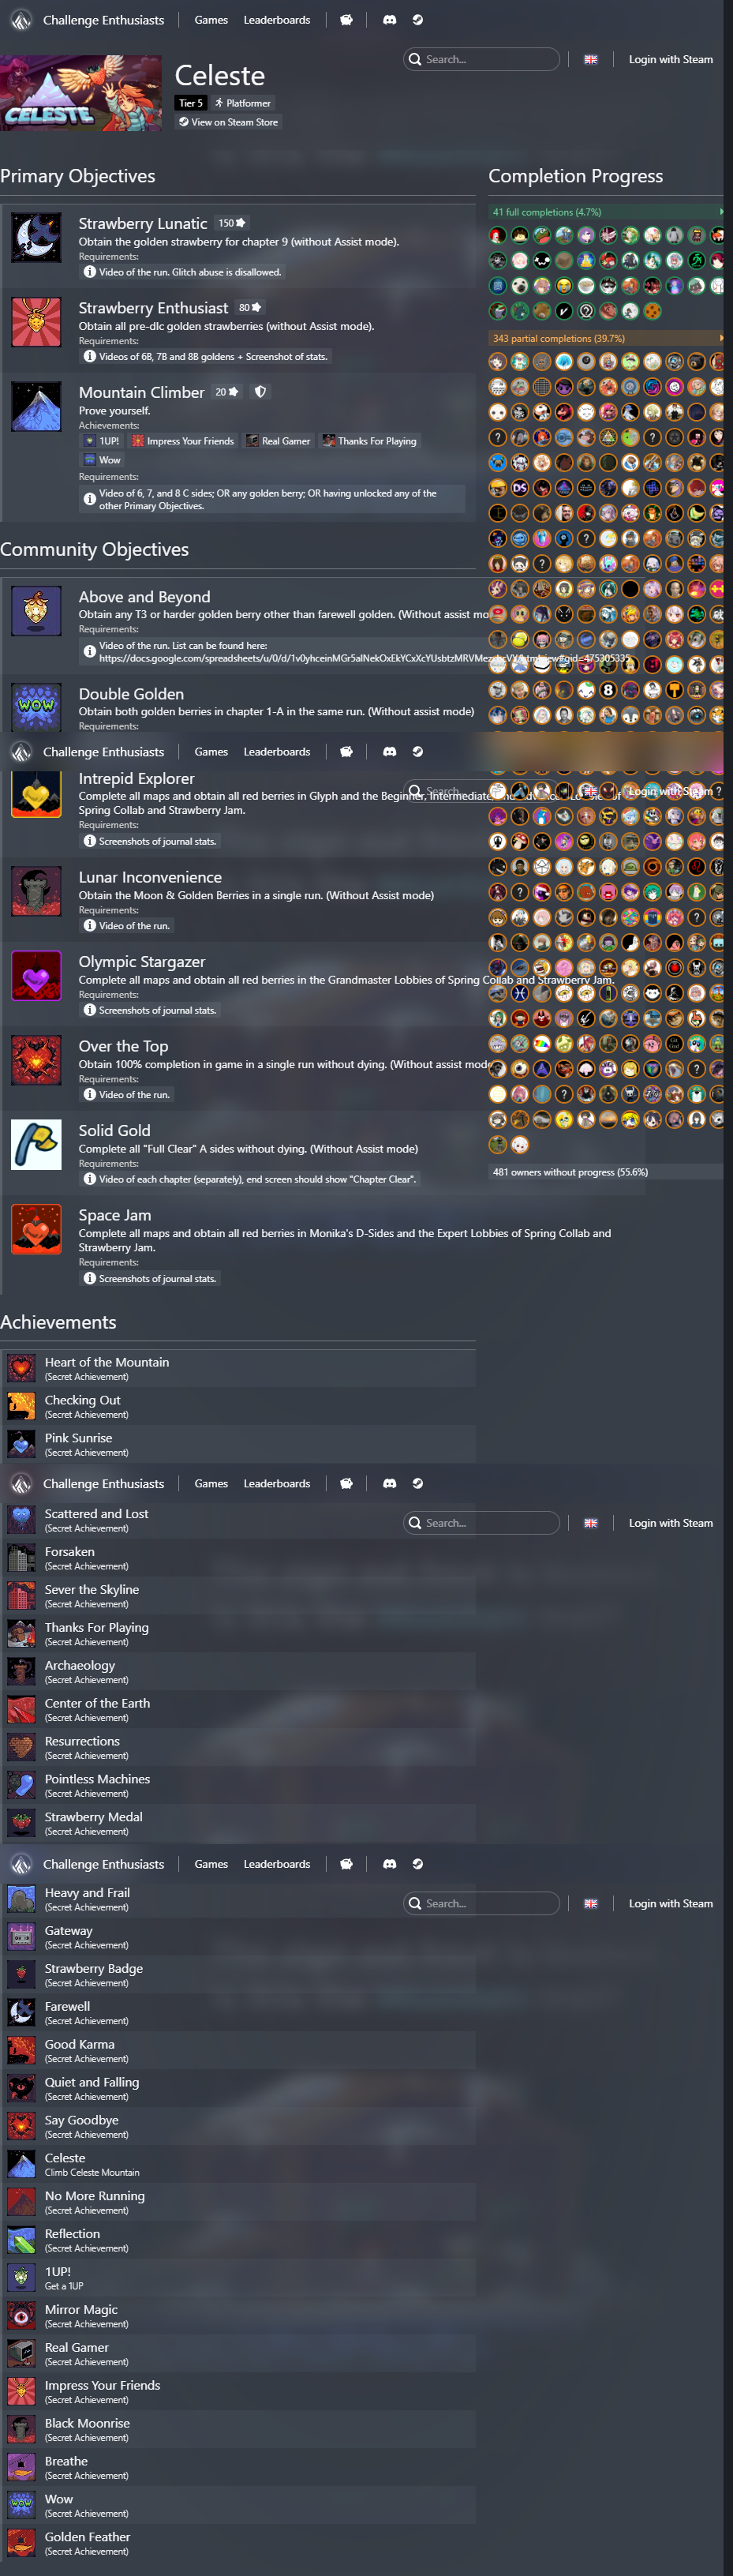 Challenge Enthusiasts
Games
Leaderboards
Search...
Login with Steam
CELESTE
Celeste
Tier 5
Platformer
View on Steam Store
Primary Objectives
Strawberry Lunatic 150
Obtain the golden strawberry for chapter 9 (without Assist mode).
Requirements:
Video of the run. Glitch abuse is disallowed.
Strawberry Enthusiast 80
Obtain all pre-dlc golden strawberries (without Assist mode).
Requirements:
Videos of 6B, 7B and 8B goldens + Screenshot of stats.
Mountain Climber 20
Prove yourself.
Achievements:
1UP! Impress Your Friends Real Gamer Thanks For Playing
Wow
Requirements:
Video of 6, 7, and 8 C sides; OR any golden berry; OR having unlocked any of the
other Primary Objectives.
Completion Progress
41 full completions (4.7%)
343 partial completions (39.7%)
481 owners without progress (55.6%)
Community Objectives
Above and Beyond
Obtain any T3 or harder golden berry other than farewell golden. (Without assist mo
Requirements:
Video of the run. List can be found here:
Double Golden
WOW
Obtain both golden berries in chapter 1-A in the same run. (Without assist mode)
Requirements:
Challenge Enthusiasts
Games
Leaderboards
Search...
Login with Steam
Intrepid Explorer
Complete all maps and obtain all red berries in Glyph and the Beginner, Intermediate,
Spring Collab and Strawberry Jam.
Requirements:
Screenshots of journal stats.
Lunar Inconvenience
Obtain the Moon & Golden Berries in a single run. (Without Assist mode)
Requirements:
Video of the run.
Olympic Stargazer
Complete all maps and obtain all red berries in the Grandmaster Lobbies of Spring Collab and Strawberry Jam.
Requirements:
Screenshots of journal stats.
Over the Top
Obtain 100% completion in game in a single run without dying. (Without assist mode
Requirements:
Video of the run.
Solid Gold
Complete all "Full Clear" A sides without dying. (Without Assist mode)
Requirements:
Video of each chapter (separately), end screen should show "Chapter Clear".
Space Jam
Complete all maps and obtain all red berries in Monika's D-Sides and the Expert Lobbies of Spring Collab and
Strawberry Jam.
Requirements:
Screenshots of journal stats.
Achievements
Heart of the Mountain
(Secret Achievement)
Checking Out
(Secret Achievement)
Pink Sunrise
(Secret Achievement)
Challenge Enthusiasts
Games
Leaderboards
Search...
Login with Steam
Scattered and Lost
(Secret Achievement)
Forsaken
(Secret Achievement)
Sever the Skyline
(Secret Achievement)
Thanks For Playing
(Secret Achievement)
Archaeology
(Secret Achievement)
Center of the Earth
(Secret Achievement)
Resurrections
(Secret Achievement)
Pointless Machines
(Secret Achievement)
Strawberry Medal
(Secret Achievement)
Challenge Enthusiasts
Games
Leaderboards
Search...
Login with Steam
Heavy and Frail
(Secret Achievement)
Gateway
(Secret Achievement)
Strawberry Badge
(Secret Achievement)
Farewell
(Secret Achievement)
Good Karma
(Secret Achievement)
Quiet and Falling
(Secret Achievement)
Say Goodbye
(Secret Achievement)
Celeste
Climb Celeste Mountain
No More Running
(Secret Achievement)
Reflection
(Secret Achievement)
1UP!
Get a 1UP
Mirror Magic
(Secret Achievement)
Real Gamer
(Secret Achievement)
Impress Your Friends
(Secret Achievement)
Black Moonrise
(Secret Achievement)
Breathe
(Secret Achievement)
Wow
(Secret Achievement)
Golden Feather
(Secret Achievement)